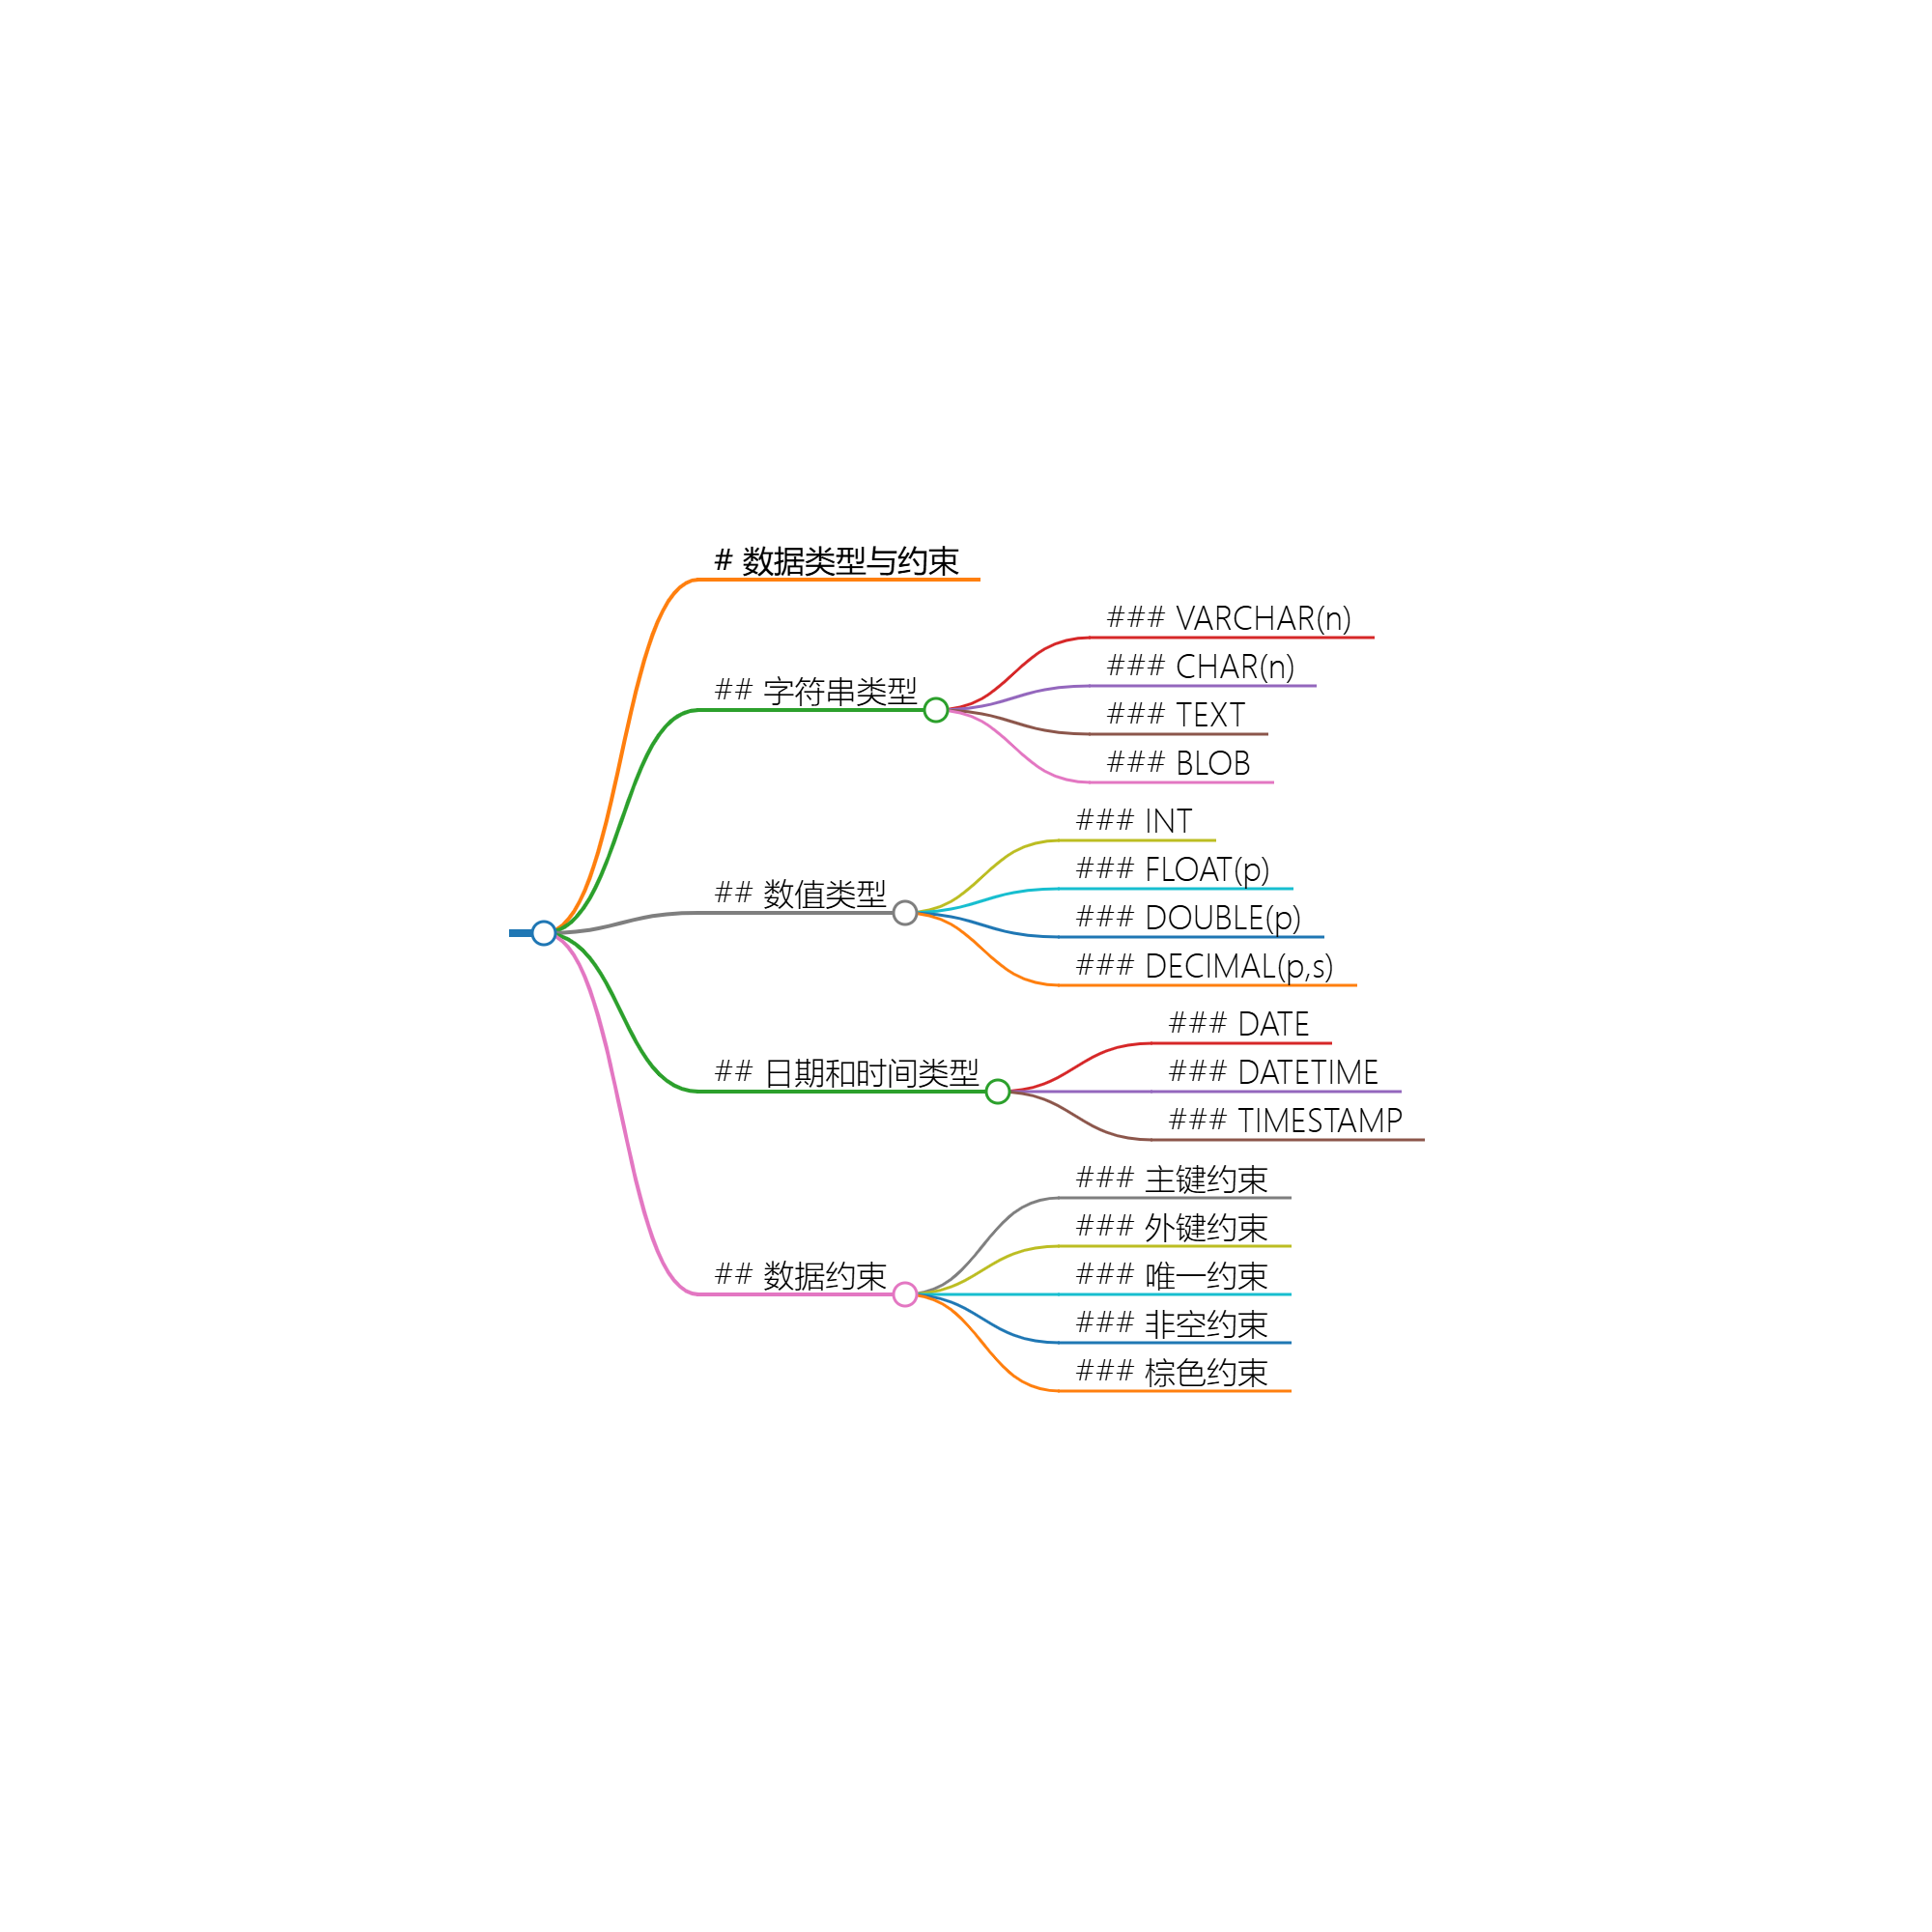 # 数据类型与约束
## 字符串类型
### VARCHAR(n)
### CHAR(n)
### TEXT
### BLOB
## 数值类型
### INT
### FLOAT(p)
### DOUBLE(p)
### DECIMAL(p,s)
## 日期和时间类型
### DATE
### DATETIME
### TIMESTAMP
## 数据约束
### 主键约束
### 外键约束
### 唯一约束
### 非空约束
### 棕色约束